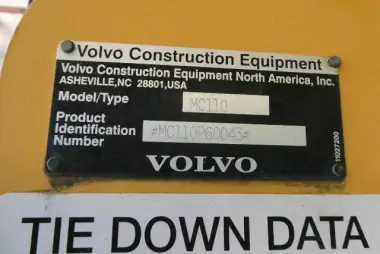 Volvo Construction Equipment
Volvo Construction Equipment North America, Inc.
ASHEVILLE, NC 28801, USA
Model/Type MC110
Product
Identification #MC110P60043#
Number
VOLVO
11027200
TIE DOWN DATA